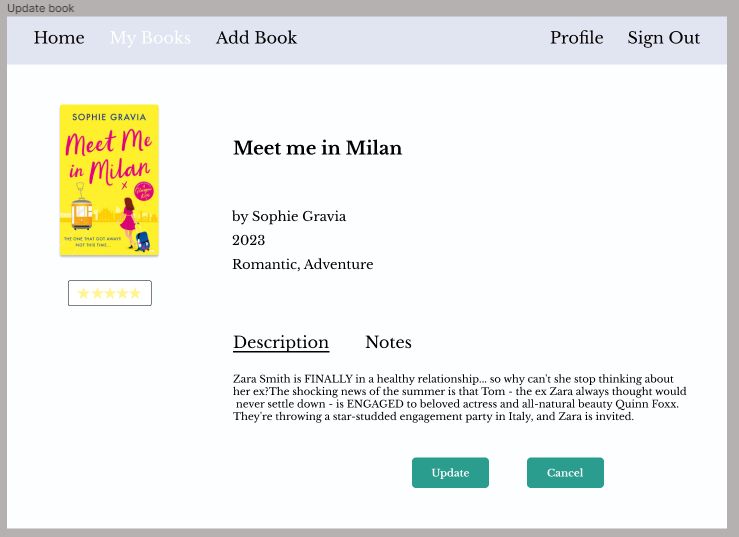 Update book
Home My Books Add Book Profile Sign Out
SOPHIE GRAVIA
Meet Me
in Milan
x
THE ONE THAT GOT AWAY?
NOT THIS TIME...
Meet me in Milan
by Sophie Gravia
2023
Romantic, Adventure
Description Notes
Zara Smith is FINALLY in a healthy relationship... so why can't she stop thinking about
her ex?The shocking news of the summer is that Tom - the ex Zara always thought would
never settle down - is ENGAGED to beloved actress and all-natural beauty Quinn Foxx.
They're throwing a star-studded engagement party in Italy, and Zara is invited.
Update Cancel